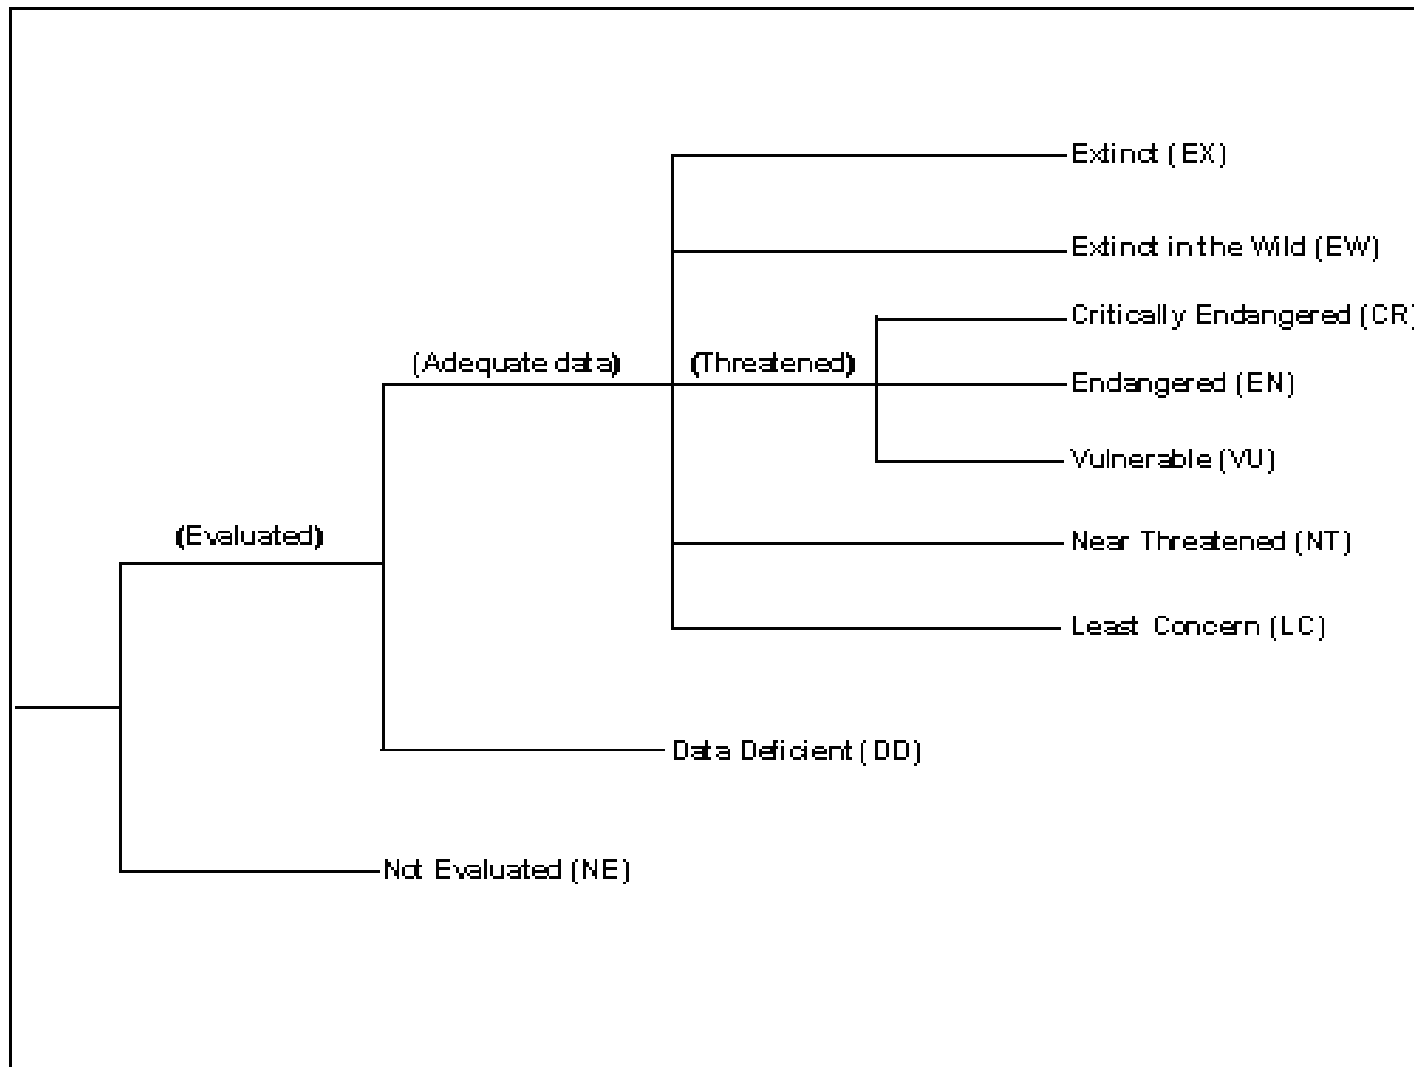 Extinct (EX)
Extinct in the Wild (EW)
Critically Endangered (CR)
(Adequate data)
(Threatened)
Endangered (EN)
Vulnerable (VU)
(Evaluated)
Near Threatened (NT)
Least Concern (LC)
Data Deficient (DD)
Not Evaluated (NE)